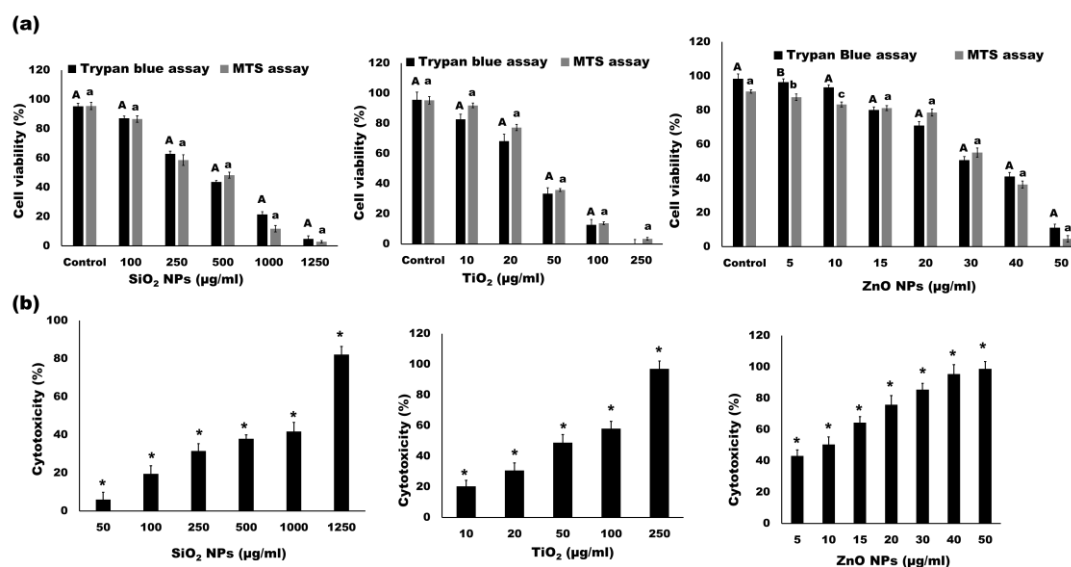 (a)
Trypan blue assay MTS assay
Cell viability (%)
120
100
80
60
40
20
0
A a A a A a A a A a A a
Control 100 250 500 1000 1250
SiO₂ NPs (µg/ml)
Trypan blue assay MTS assay
Cell viability (%)
120
100
80
60
40
20
0
A a A a A a A a A a a
Control 10 20 50 100 250
TiO₂ (µg/ml)
Trypan Blue assay MTS assay
Cell viability (%)
120
100
80
60
40
20
0
A a B b A c A a A a A a A a A a
Control 5 10 15 20 30 40 50
ZnO NPs (µg/ml)
(b)
Cytotoxicity (%)
100
80
60
40
20
0
* * * * * *
50 100 250 500 1000 1250
SiO₂ NPs (µg/ml)
Cytotoxicity (%)
120
100
80
60
40
20
0
* * * * *
10 20 50 100 250
TiO₂ (µg/ml)
Cytotoxicity (%)
120
100
80
60
40
20
0
* * * * * * *
5 10 15 20 30 40 50
ZnO NPs (µg/ml)